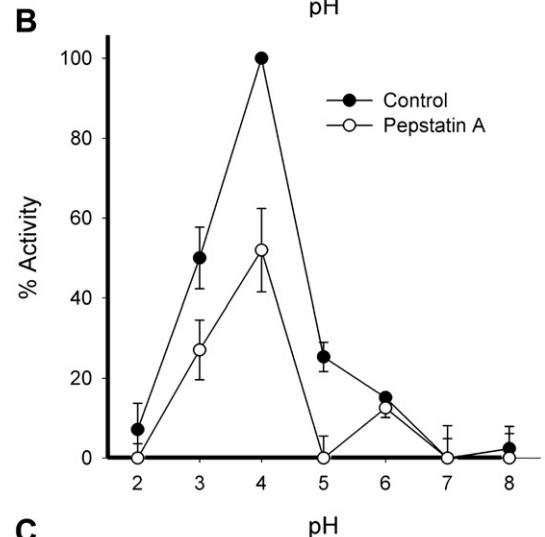 pH
B
100
80
60
40
20
0
% Activity
Control
Pepstatin A
2 3 4 5 6 7 8
pH
C